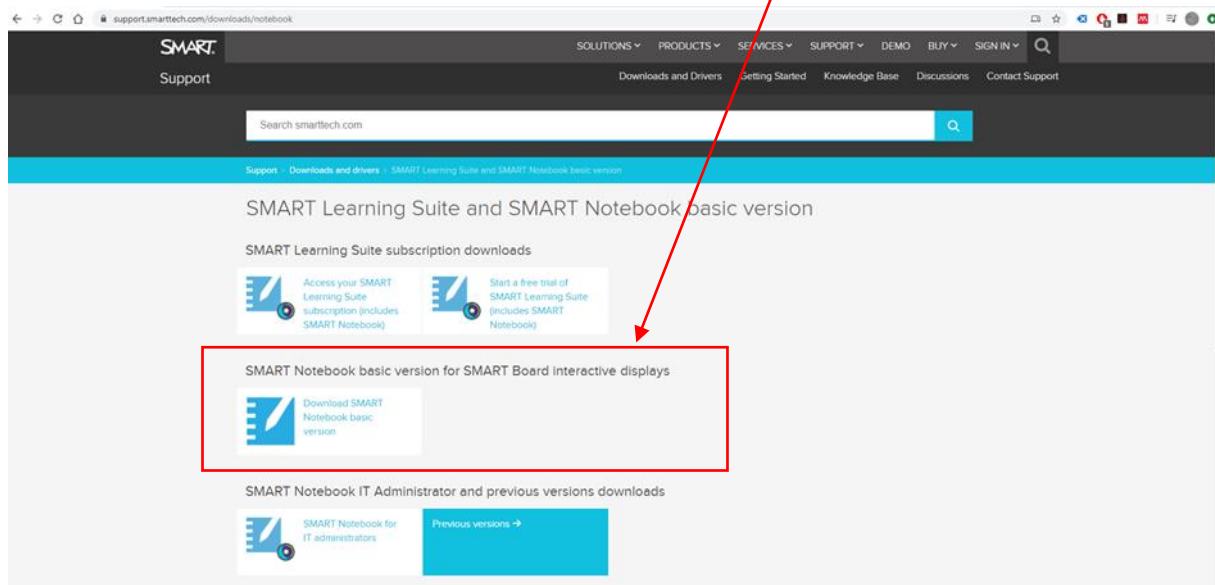 support.smarttech.com/downloads/notebook
SMART.
SOLUTIONS PRODUCTS SERVICES SUPPORT DEMO BUY SIGN IN
Support
Downloads and Drivers Getting Started Knowledge Base Discussions Contact Support
Search smarttech.com
Support > Downloads and drivers > SMART Learning Suite and SMART Notebook basic version
SMART Learning Suite and SMART Notebook basic version
SMART Learning Suite subscription downloads
Access your SMART
Learning Suite
subscription (includes
SMART Notebook)
Start a free trial of
SMART Learning Suite
(includes SMART
Notebook)
SMART Notebook basic version for SMART Board interactive displays
Download SMART
Notebook basic
version
SMART Notebook IT Administrator and previous versions downloads
SMART Notebook for
IT administrators
Previous versions →